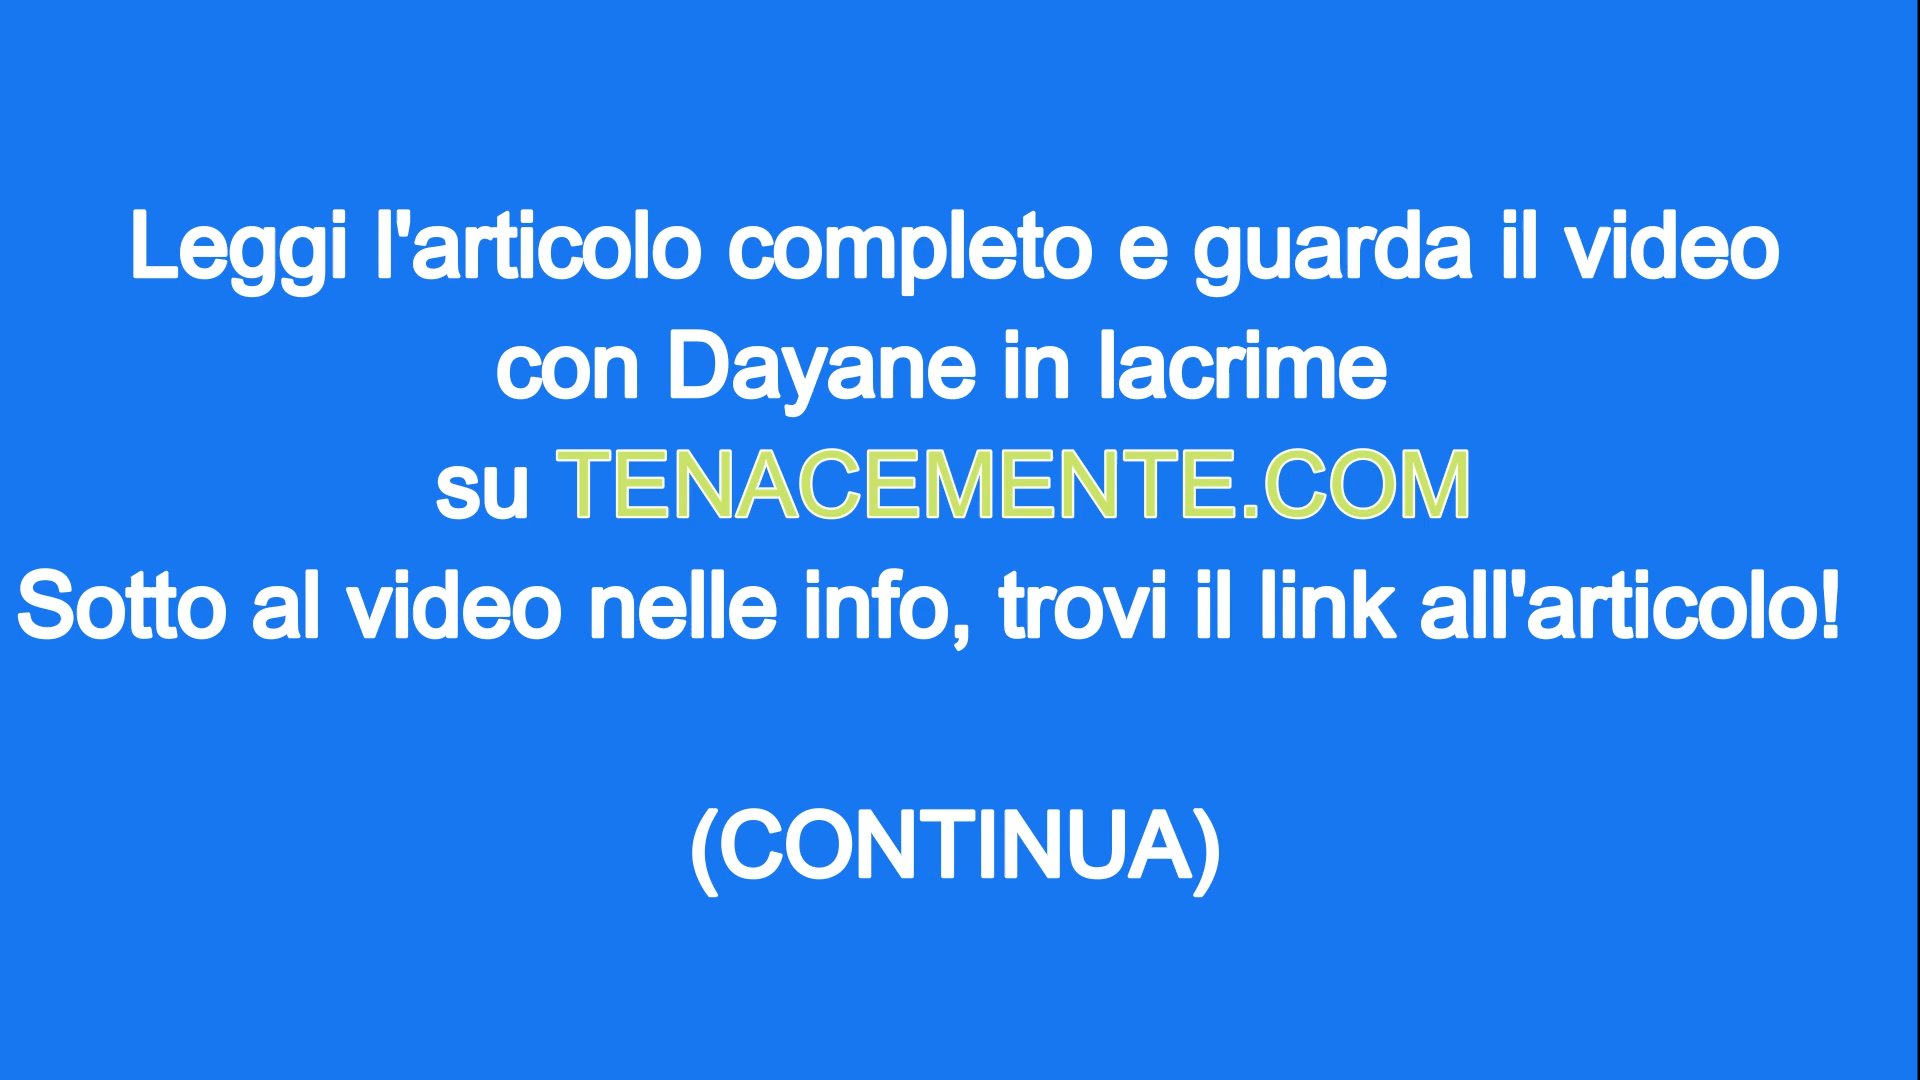 Leggi l'articolo completo e guarda il video
con Dayane in lacrime
su TENACEMENTE.COM
Sotto al video nelle info, trovi il link all'articolo!
(CONTINUA)